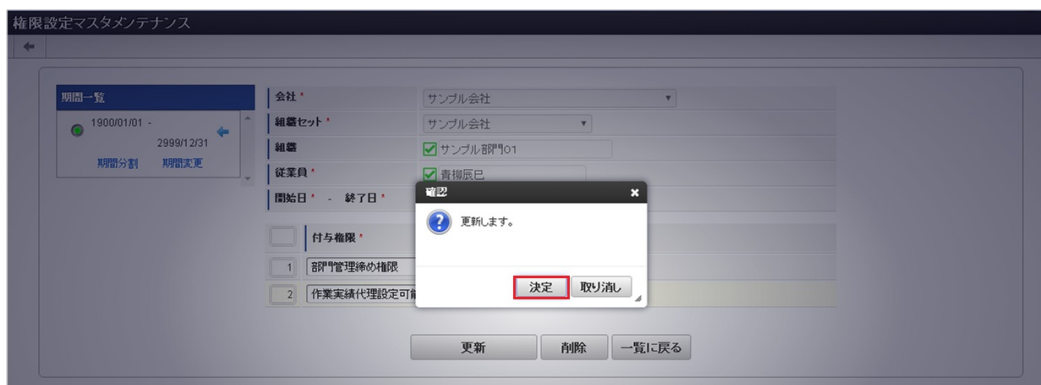 権限設定マスタメンテナンス
期間一覧
1900/01/01 -
2999/12/31
期間分割 期間変更
会社 * サンプル会社
組織セット * サンプル会社
組織 サンプル部門01
従業員 * 青柳辰巳
開始日 * - 終了日 *
付与権限 *
1 部門管理締め権限
2 作業実績代理設定可能
確認
更新します。
決定 取り消し
更新 削除 一覧に戻る